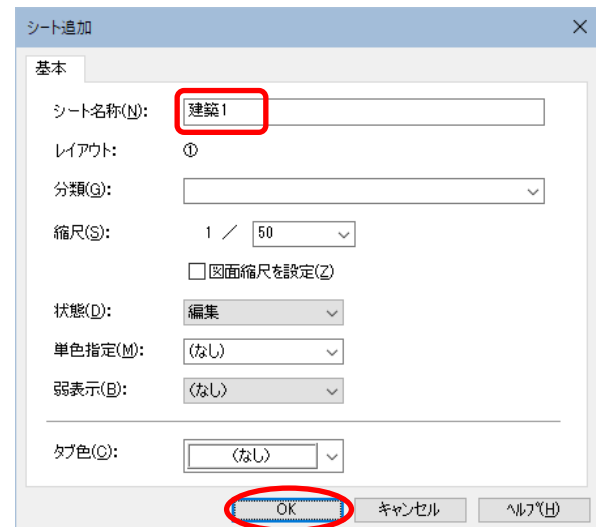 シート追加
基本
シート名称(N): 建築1
レイアウト: ①
分類(G):
縮尺(S): 1 / 50
図面縮尺を設定(Z)
状態(D): 編集
単色指定(M): (なし)
弱表示(B): (なし)
タブ色(C): (なし)
OK キャンセル ヘルプ(H)